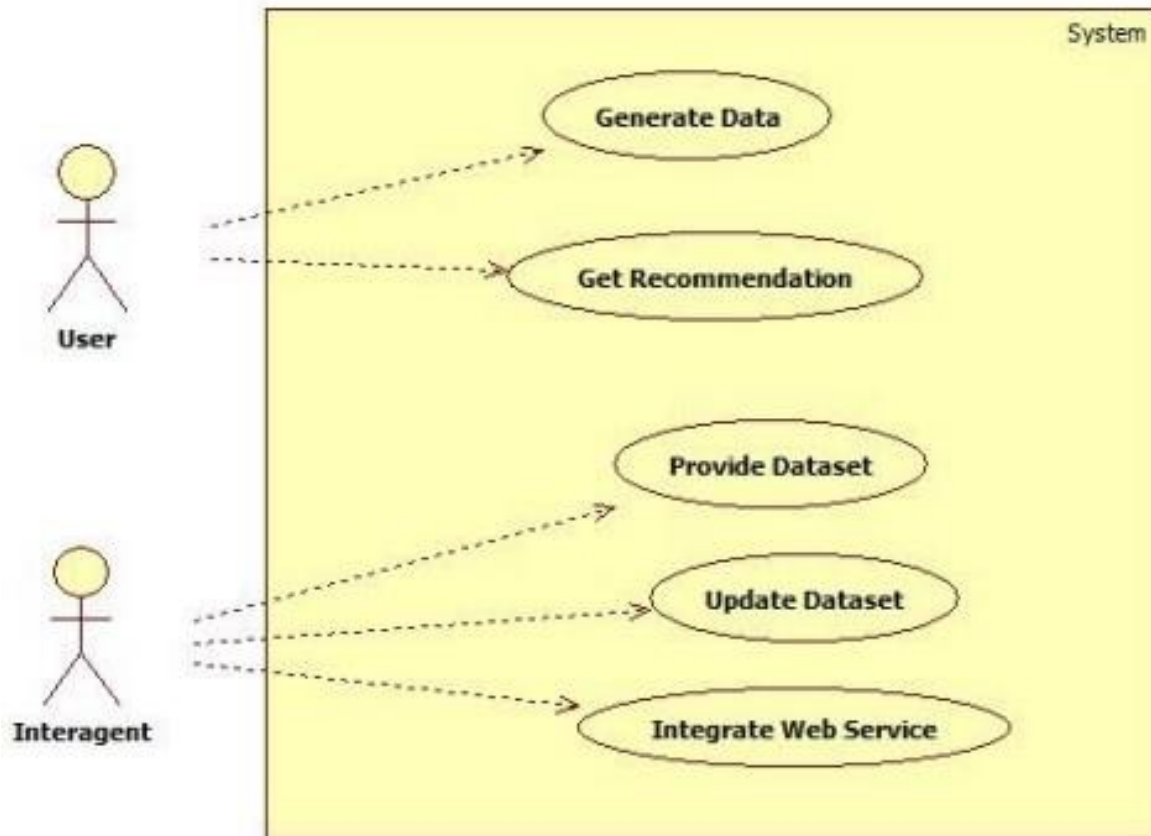 System
Generate Data
Get Recommendation
User
Provide Dataset
Update Dataset
Integrate Web Service
Interagent